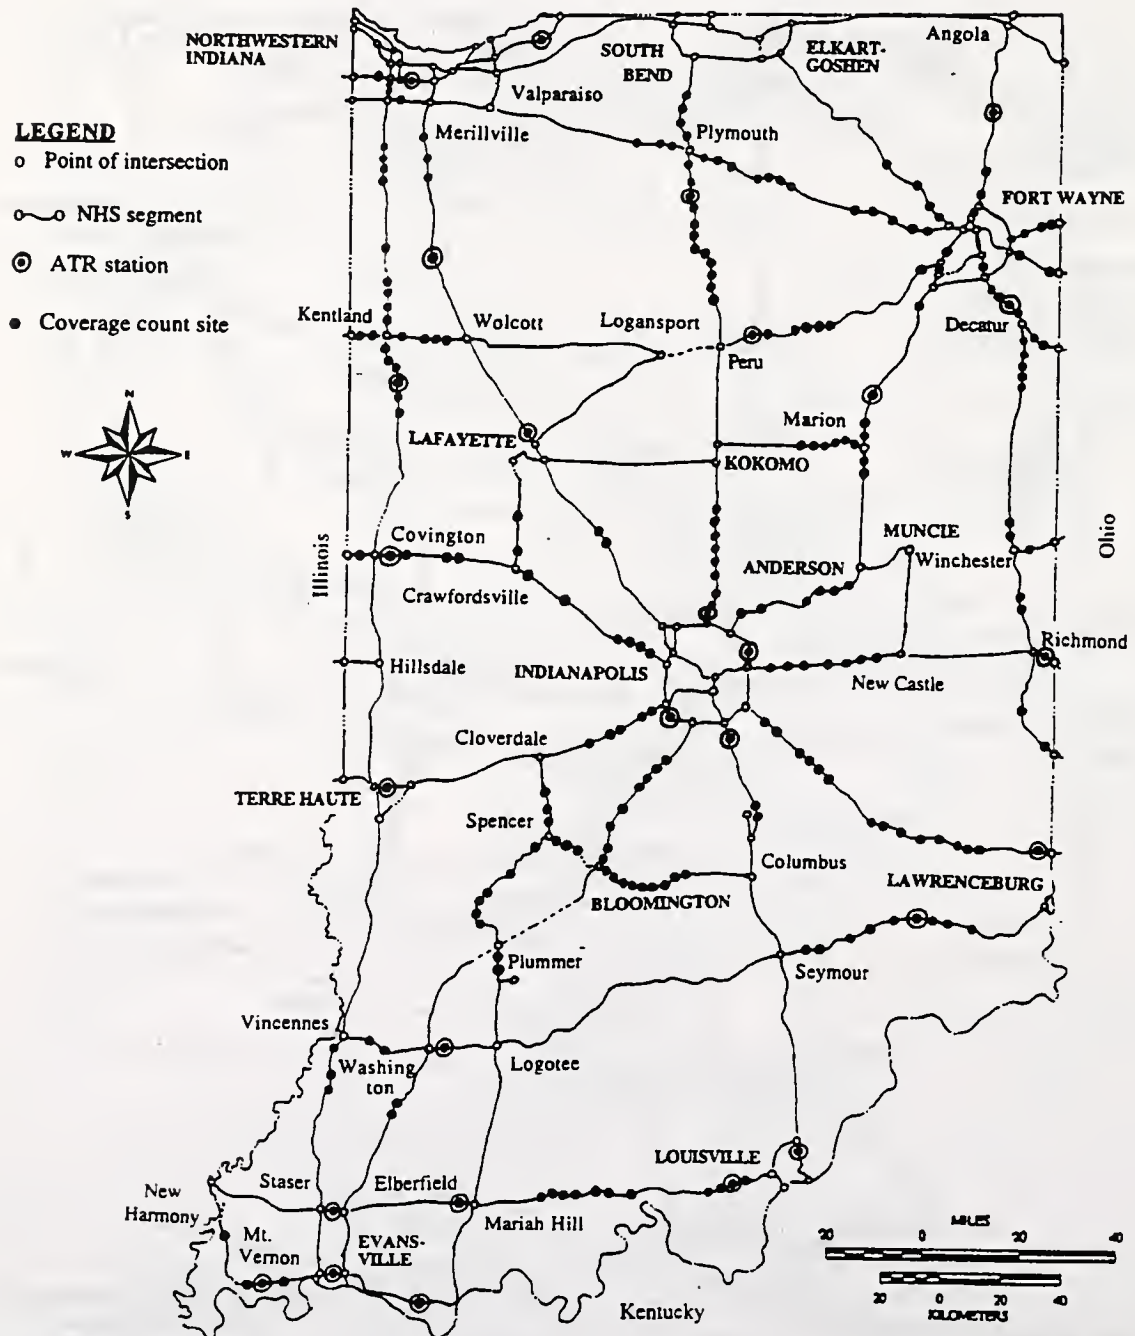 NORTHWESTERN
INDIANA
SOUTH
BEND
ELKART-
GOSHEN
Angola
Valparaiso
LEGEND
Point of intersection
Merillville
Plymouth
NHS segment
FORT WAYNE
ATR station
Coverage count site
Kentland
Wolcott
Logansport
Decatur
Peru
N
W
E
S
Marion
LAFAYETTE
KOKOMO
Illinois
Ohio
Covington
MUNCIE
Winchester
ANDERSON
Crawfordsville
Richmond
Hillsdale
INDIANAPOLIS
New Castle
Cloverdale
TERRE HAUTE
Spencer
Columbus
LAWRENCEBURG
BLOOMINGTON
Plummer
Seymour
Vincennes
Washing
ton
Logotee
LOUISVILLE
New
Harmony
Staser
Elberfield
Mariah Hill
Mt.
Vernon
EVANS-
VILLE
Kentucky
MILES
20 0 20 40
20 0 20 40
KILOMETERS